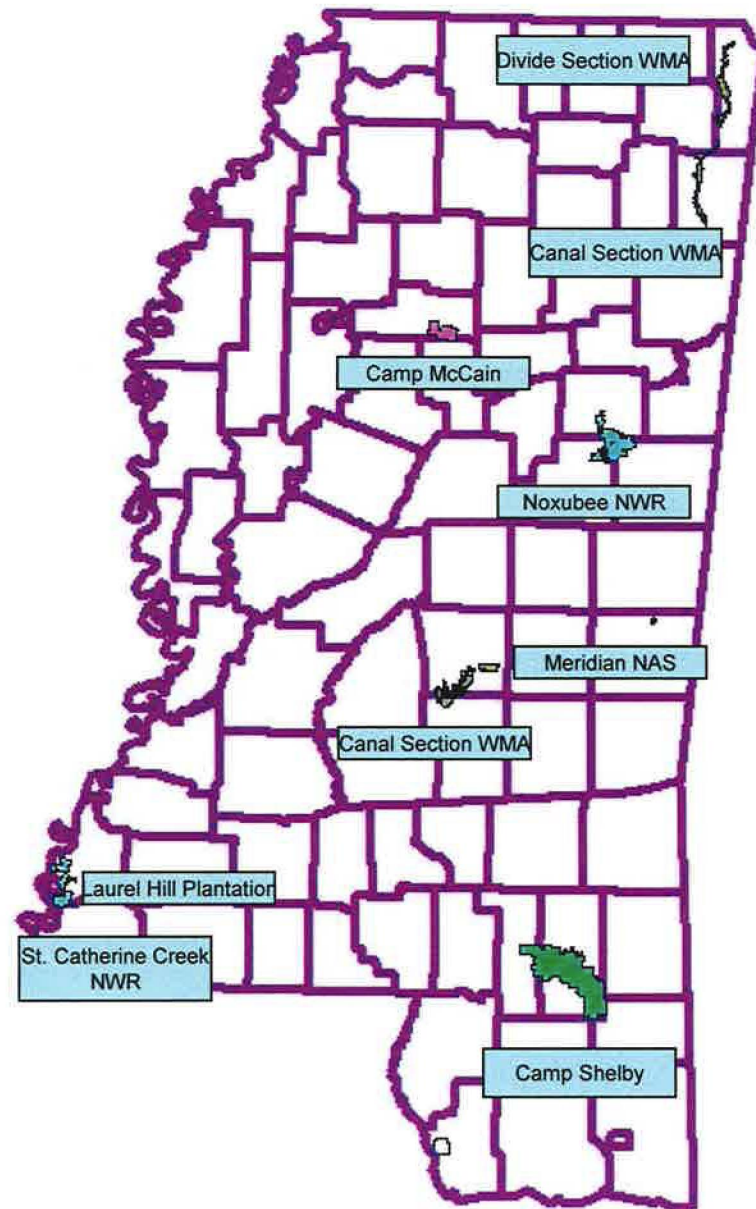 Divide Section WMA
Canal Section WMA
Camp McCain
Noxubee NWR
Meridian NAS
Canal Section WMA
Laurel Hill Plantation
St. Catherine Creek
NWR
Camp Shelby